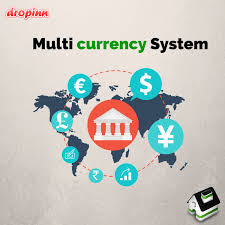 dropinn
Multi currency System
€
$
£
¥
₹